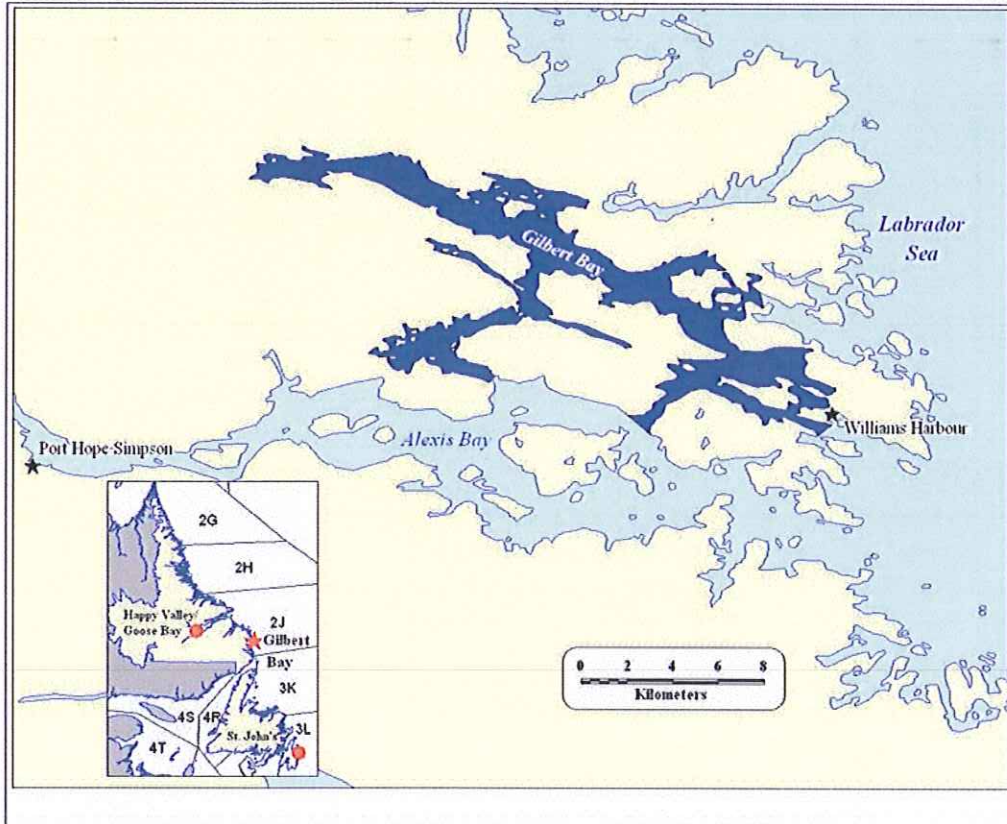 Labrador
Sea
Gilbert Bay
Williams Harbour
Alexis Bay
Port Hope-Simpson
2G
2H
Happy Valley/
Goose Bay
2J
Gilbert
Bay
3K
4S
4R
3L
St. John's
4T
0 2 4 6 8
Kilometers